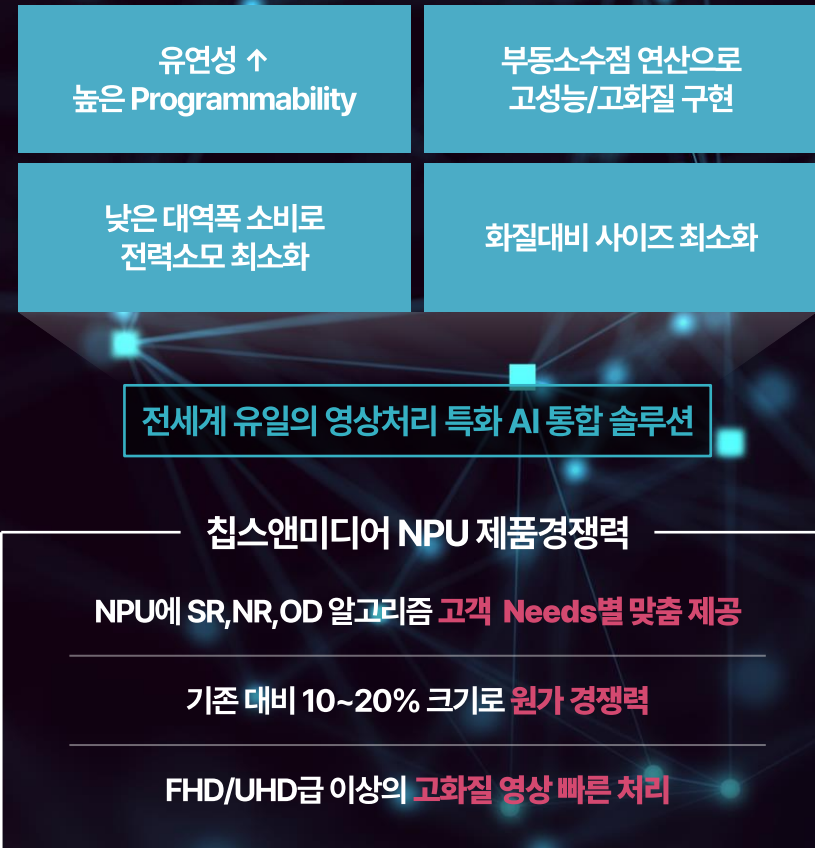 유연성 ↑
높은 Programmability
부동소수점 연산으로
고성능/고화질 구현
낮은 대역폭 소비로
전력소모 최소화
화질대비 사이즈 최소화
전세계 유일의 영상처리 특화 AI 통합 솔루션
칩스앤미디어 NPU 제품경쟁력
NPU에 SR,NR,OD 알고리즘 고객 Needs별 맞춤 제공
기존 대비 10~20% 크기로 원가 경쟁력
FHD/UHD급 이상의 고화질 영상 빠른 처리